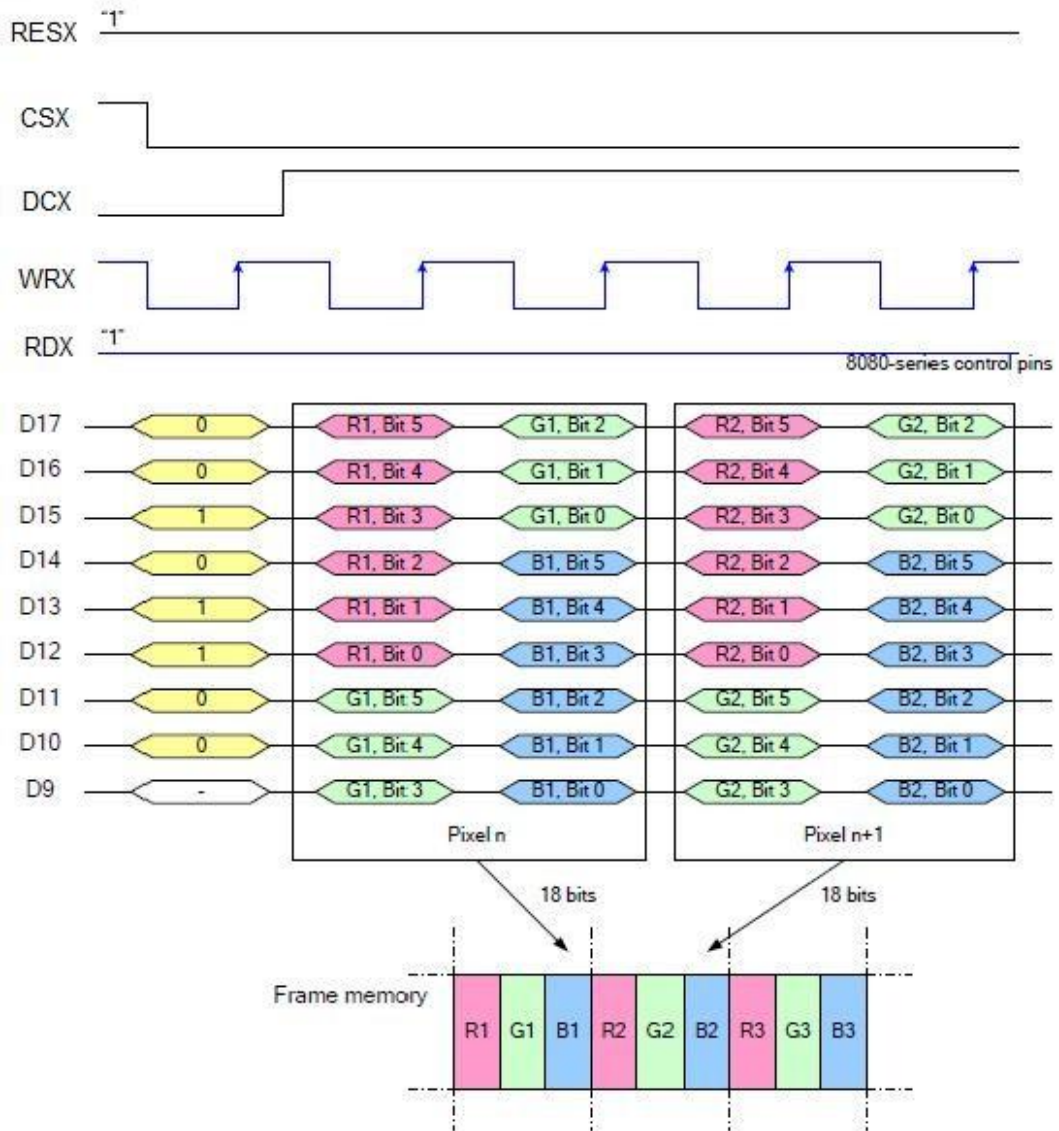 RESX "1"
CSX
DCX
WRX
RDX "1"
8080-series control pins
D17 0 R1, Bit 5 G1, Bit 2 R2, Bit 5 G2, Bit 2
D16 0 R1, Bit 4 G1, Bit 1 R2, Bit 4 G2, Bit 1
D15 1 R1, Bit 3 G1, Bit 0 R2, Bit 3 G2, Bit 0
D14 0 R1, Bit 2 B1, Bit 5 R2, Bit 2 B2, Bit 5
D13 1 R1, Bit 1 B1, Bit 4 R2, Bit 1 B2, Bit 4
D12 1 R1, Bit 0 B1, Bit 3 R2, Bit 0 B2, Bit 3
D11 0 G1, Bit 5 B1, Bit 2 G2, Bit 5 B2, Bit 2
D10 0 G1, Bit 4 B1, Bit 1 G2, Bit 4 B2, Bit 1
D9 - G1, Bit 3 B1, Bit 0 G2, Bit 3 B2, Bit 0
Pixel n Pixel n+1
18 bits 18 bits
Frame memory
R1 G1 B1 R2 G2 B2 R3 G3 B3